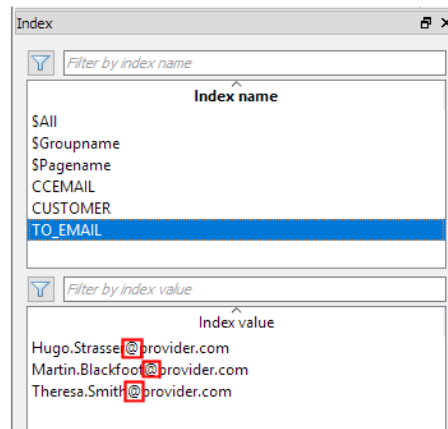 Index
Filter by index name
Index name
$All
$Groupname
$Pagename
CCEMAIL
CUSTOMER
TO_EMAIL
Filter by index value
Index value
Hugo.Strasser@provider.com
Martin.Blackfoot@provider.com
Theresa.Smith@provider.com